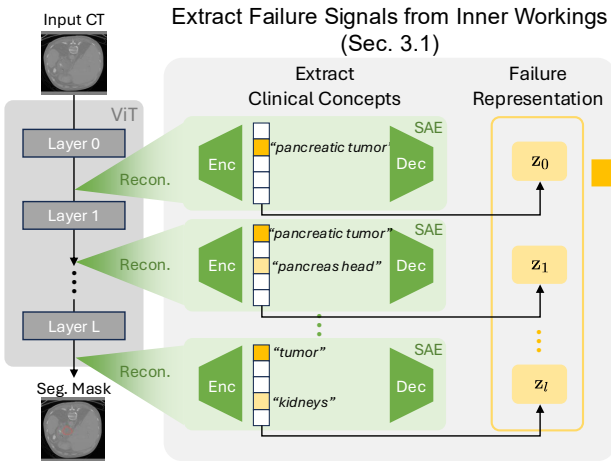 Input CT
Extract Failure Signals from Inner Workings
(Sec. 3.1)
ViT
Layer 0
Layer 1
Layer L
Seg. Mask
Extract
Clinical Concepts
Failure
Representation
Recon.
Enc
"pancreatic tumor"
Dec
SAE
z0
Recon.
Enc
"pancreatic tumor"
"pancreas head"
Dec
SAE
z1
Recon.
Enc
"tumor"
"kidneys"
Dec
SAE
zl